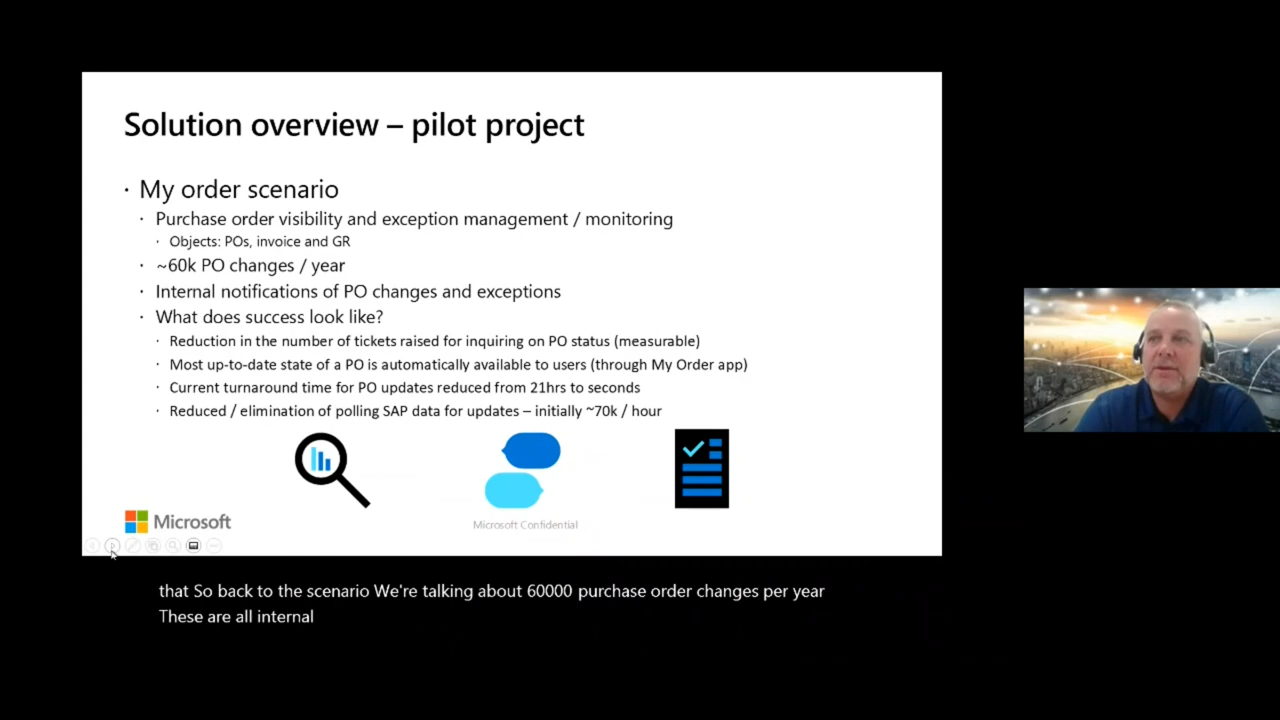 Solution overview – pilot project
· My order scenario
· Purchase order visibility and exception management / monitoring
· Objects: POs, invoice and GR
· ~60k PO changes / year
· Internal notifications of PO changes and exceptions
· What does success look like?
· Reduction in the number of tickets raised for inquiring on PO status (measurable)
· Most up-to-date state of a PO is automatically available to users (through My Order app)
· Current turnaround time for PO updates reduced from 21hrs to seconds
· Reduced / elimination of polling SAP data for updates – initially ~70k / hour
Microsoft
Microsoft Confidential
that So back to the scenario We're talking about 60000 purchase order changes per year
These are all internal